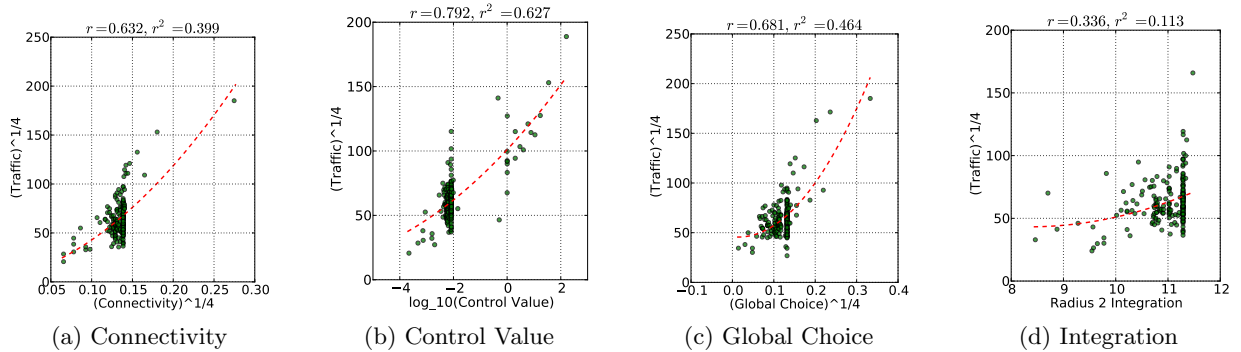 r=0.632, r² =0.399
250
200
150
100
50
0
0.05 0.10 0.15 0.20 0.25 0.30
(Traffic)^1/4
(Connectivity)^1/4
(a) Connectivity
r=0.792, r² =0.627
200
150
100
50
0
−4 −2 0 2
(Traffic)^1/4
log_10(Control Value)
(b) Control Value
r=0.681, r² =0.464
250
200
150
100
50
0
−0.1 0.0 0.1 0.2 0.3 0.4
(Traffic)^1/4
(Global Choice)^1/4
(c) Global Choice
r=0.336, r² =0.113
200
150
100
50
0
8 9 10 11 12
(Traffic)^1/4
Radius 2 Integration
(d) Integration